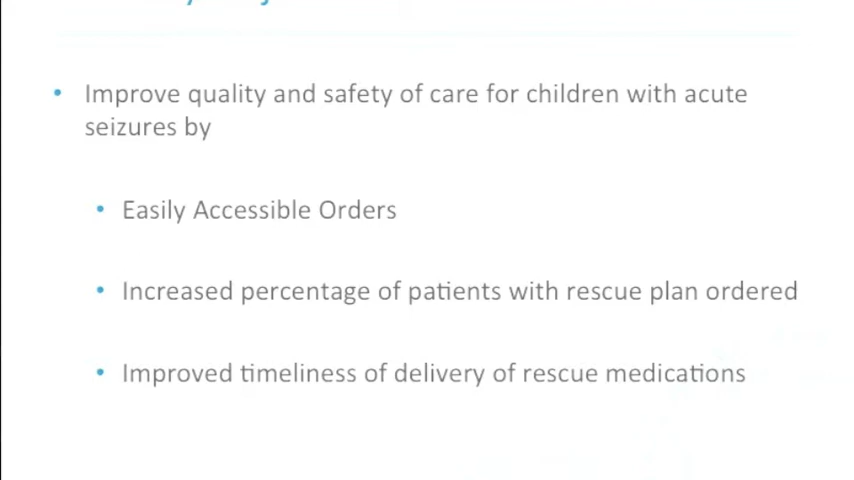 Improve quality and safety of care for children with acute
seizures by
Easily Accessible Orders
Increased percentage of patients with rescue plan ordered
Improved timeliness of delivery of rescue medications